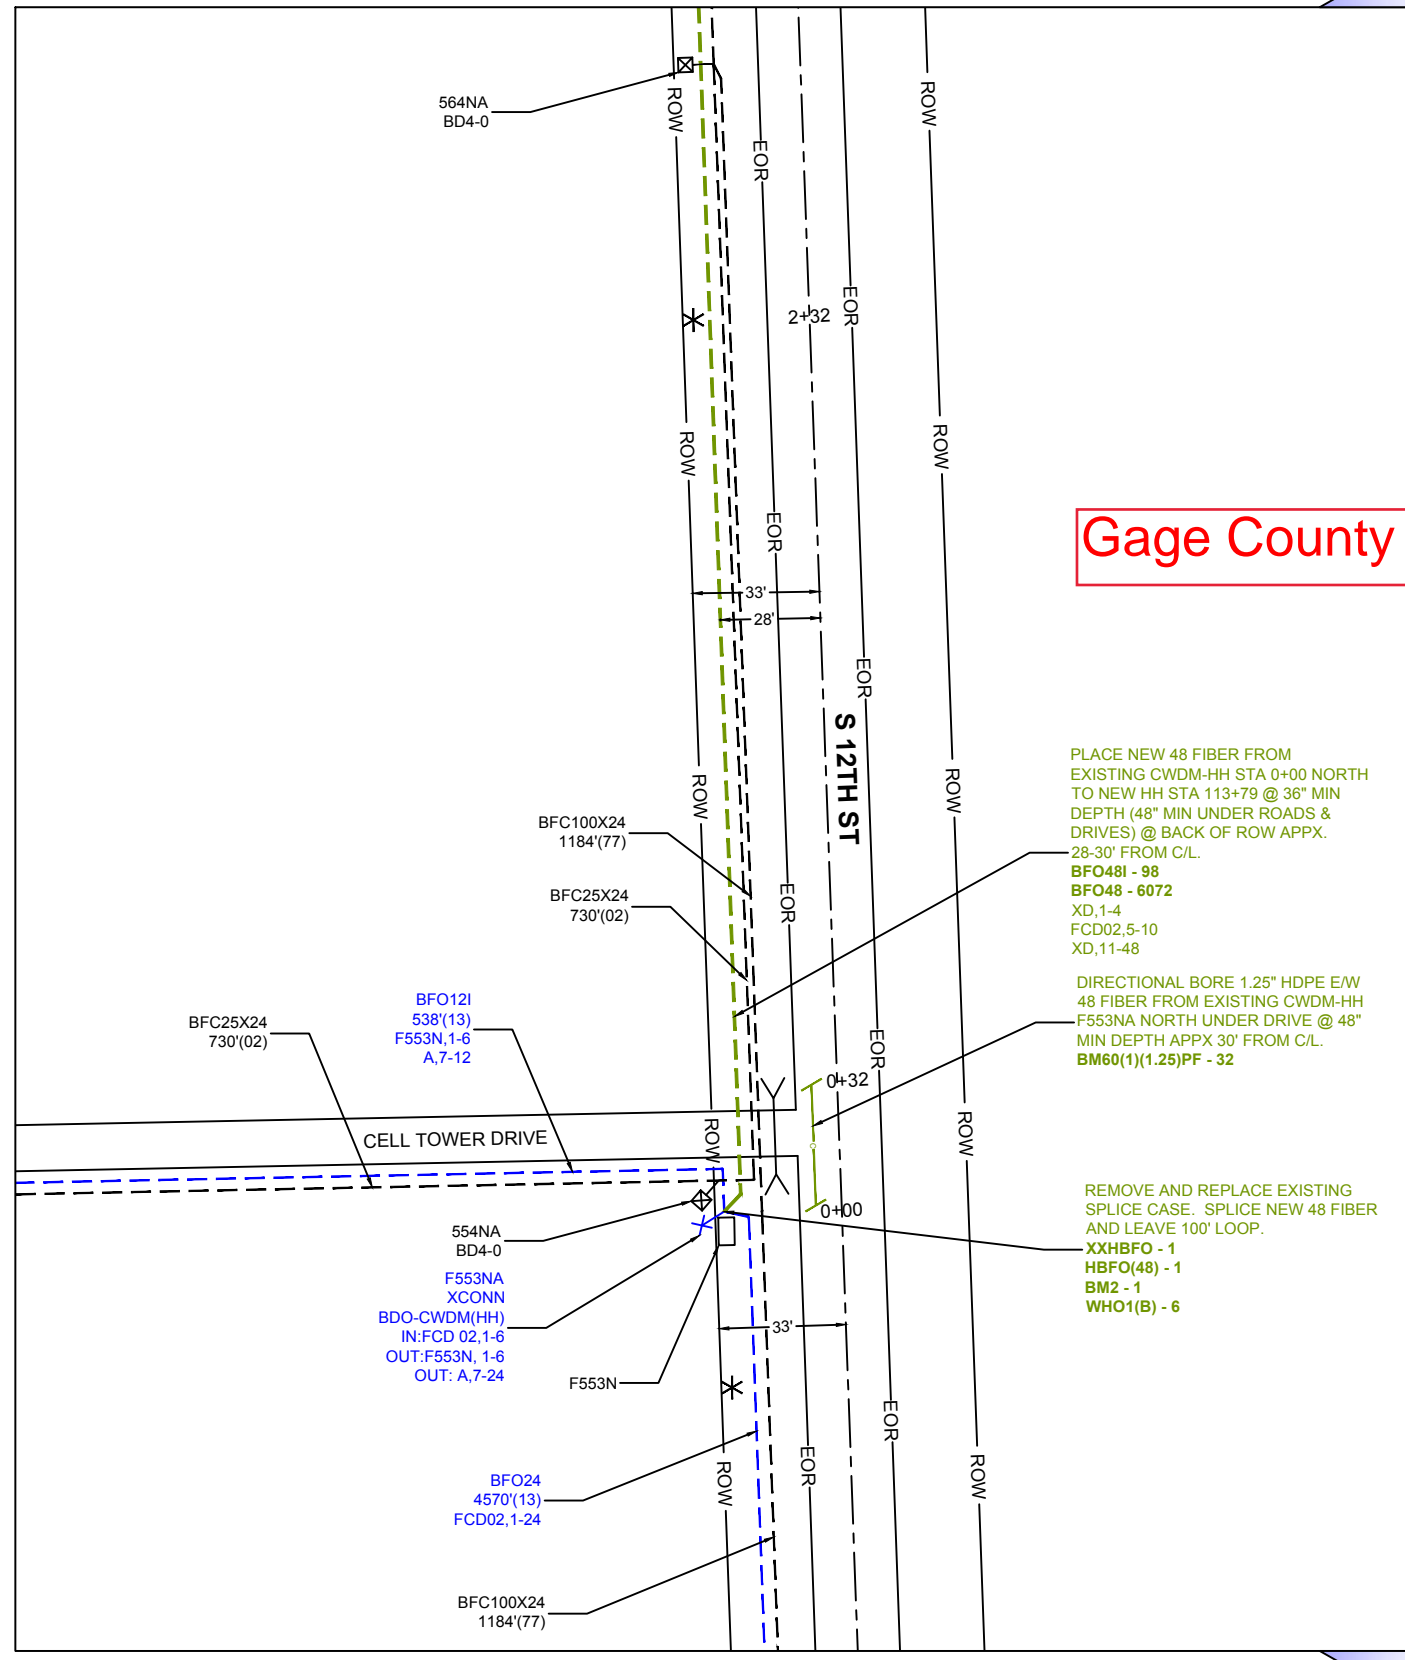 564NA
BD4-0
ROW
ROW
EOR
2+32
EOR
ROW
ROW
EOR
Gage County
33'
28'
EOR
S 12TH ST
ROW
ROW
PLACE NEW 48 FIBER FROM
EXISTING CWDM-HH STA 0+00 NORTH
TO NEW HH STA 113+79 @ 36" MIN
DEPTH (48" MIN UNDER ROADS &
DRIVES) @ BACK OF ROW APPX.
28-30' FROM C/L.
BFO48I - 98
BFO48 - 6072
XD,1-4
FCD02,5-10
XD,11-48
BFC100X24
1184'(77)
BFC25X24
730'(02)
EOR
DIRECTIONAL BORE 1.25" HDPE E/W
48 FIBER FROM EXISTING CWDM-HH
F553NA NORTH UNDER DRIVE @ 48"
MIN DEPTH APPX 30' FROM C/L.
BM60(1)(1.25)PF - 32
BFO12I
538'(13)
F553N,1-6
A,7-12
BFC25X24
730'(02)
EOR
0+32
CELL TOWER DRIVE
ROW
ROW
0+00
REMOVE AND REPLACE EXISTING
SPLICE CASE. SPLICE NEW 48 FIBER
AND LEAVE 100' LOOP.
XXHBFO - 1
HBFO(48) - 1
BM2 - 1
WHO1(B) - 6
554NA
BD4-0
F553NA
XCONN
BDO-CWDM(HH)
IN:FCD 02,1-6
OUT:F553N, 1-6
OUT: A,7-24
33'
F553N
EOR
EOR
ROW
ROW
BFO24
4570'(13)
FCD02,1-24
BFC100X24
1184'(77)